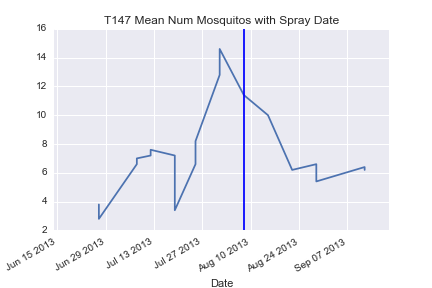 T147 Mean Num Mosquitos with Spray Date
16
14
12
10
8
6
4
2
Jun 15 2013
Jun 29 2013
Jul 13 2013
Jul 27 2013
Aug 10 2013
Aug 24 2013
Sep 07 2013
Date